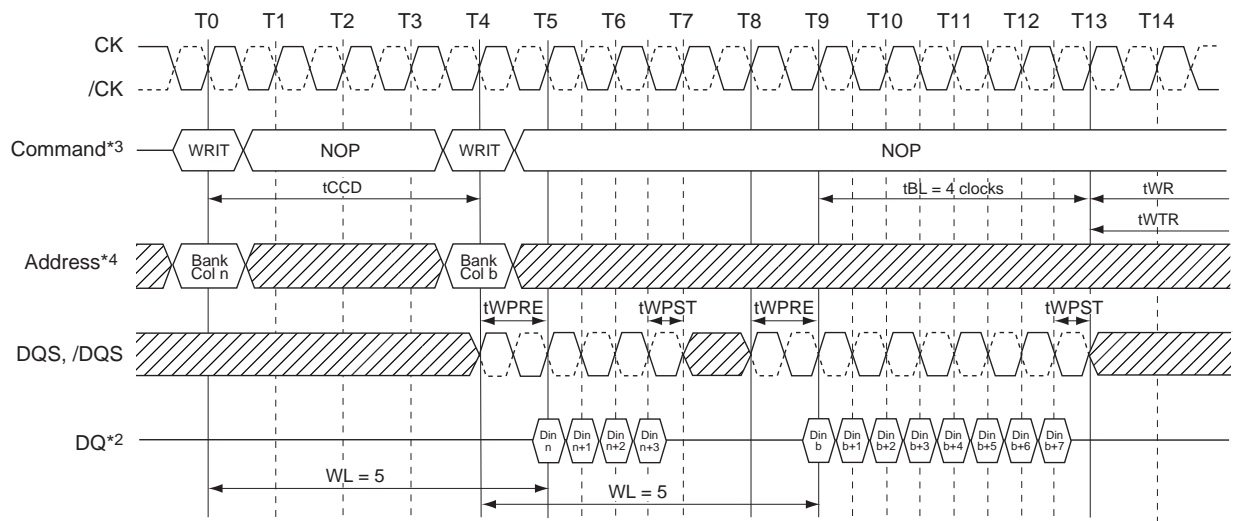 T0 T1 T2 T3 T4 T5 T6 T7 T8 T9 T10 T11 T12 T13 T14
CK
/CK
Command*3 WRIT NOP WRIT NOP
tCCD tBL = 4 clocks tWR
tWTR
Address*4 Bank Col n Bank Col b
tWPRE tWPST tWPRE tWPST
DQS, /DQS
DQ*2 Din n Din n+1 Din n+2 Din n+3 Din b Din b+1 Din b+2 Din b+3 Din b+4 Din b+5 Din b+6 Din b+7
WL = 5 WL = 5